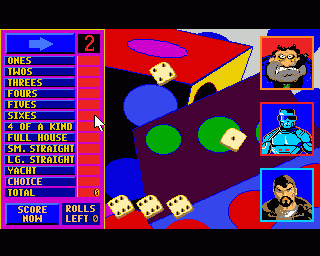 2
ONES
TWOS
THREES
FOURS
FIVES
SIXES
4 OF A KIND
FULL HOUSE
SM. STRAIGHT
LG. STRAIGHT
YACHT
CHOICE
TOTAL 0
SCORE NOW
ROLLS LEFT 0